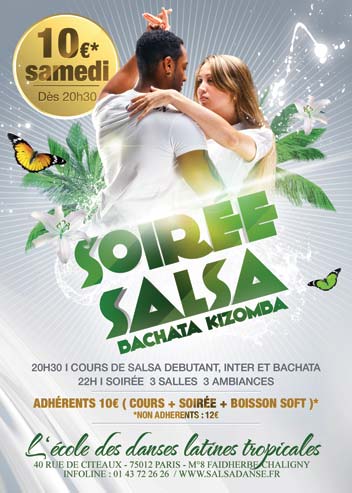 10€*
samedi
Dès 20h30
SOIRÉE
SALSA
BACHATA KIZOMBA
20H30 I COURS DE SALSA DEBUTANT, INTER ET BACHATA
22H I SOIRÉE 3 SALLES 3 AMBIANCES
ADHÉRENTS 10€ ( COURS + SOIRÉE + BOISSON SOFT )*
*NON ADHERENTS : 12€
L'école des danses latines tropicales
40 RUE DE CITEAUX - 75012 PARIS - M°8 FAIDHERBE/CHALIGNY
INFOLINE : 01 43 72 26 26 / WWW.SALSADANSE.FR